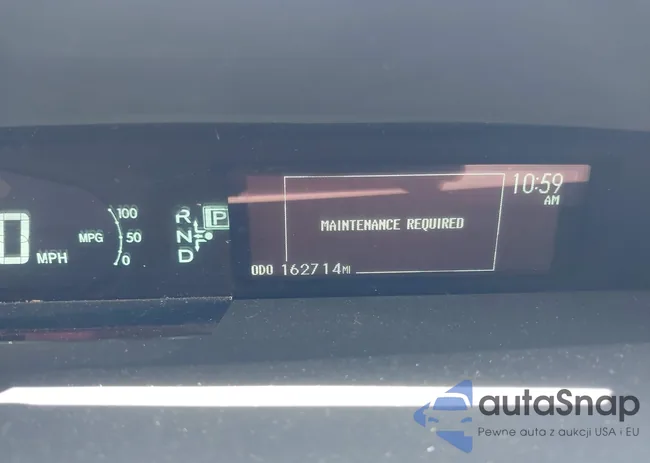 0 MPH
MPG
100
50
0
R
N
D
P
10:59
AM
MAINTENANCE REQUIRED
ODO 162714 MI
autaSnap
Pewne auta z aukcji USA i EU